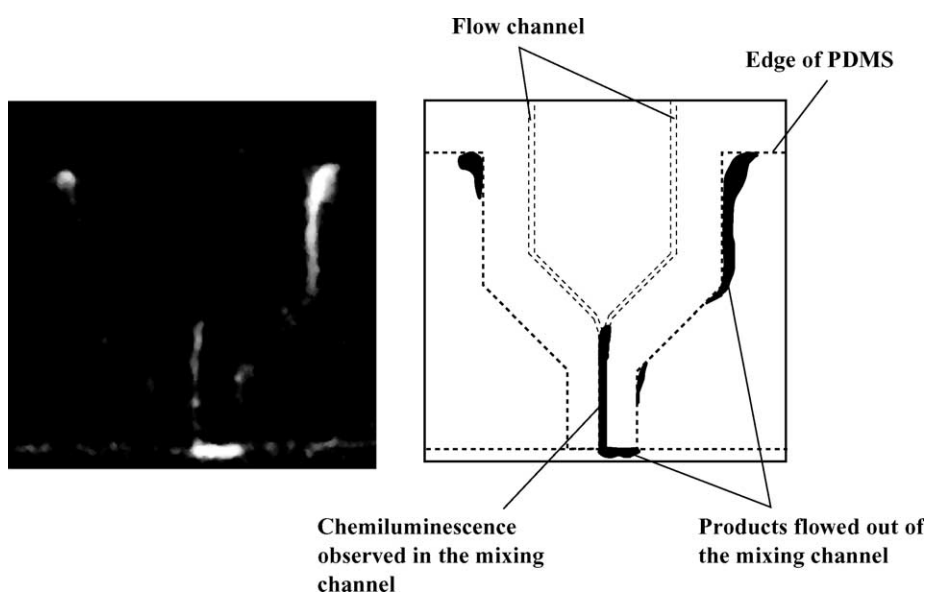 Flow channel
Edge of PDMS
Chemiluminescence
observed in the mixing
channel
Products flowed out of
the mixing channel